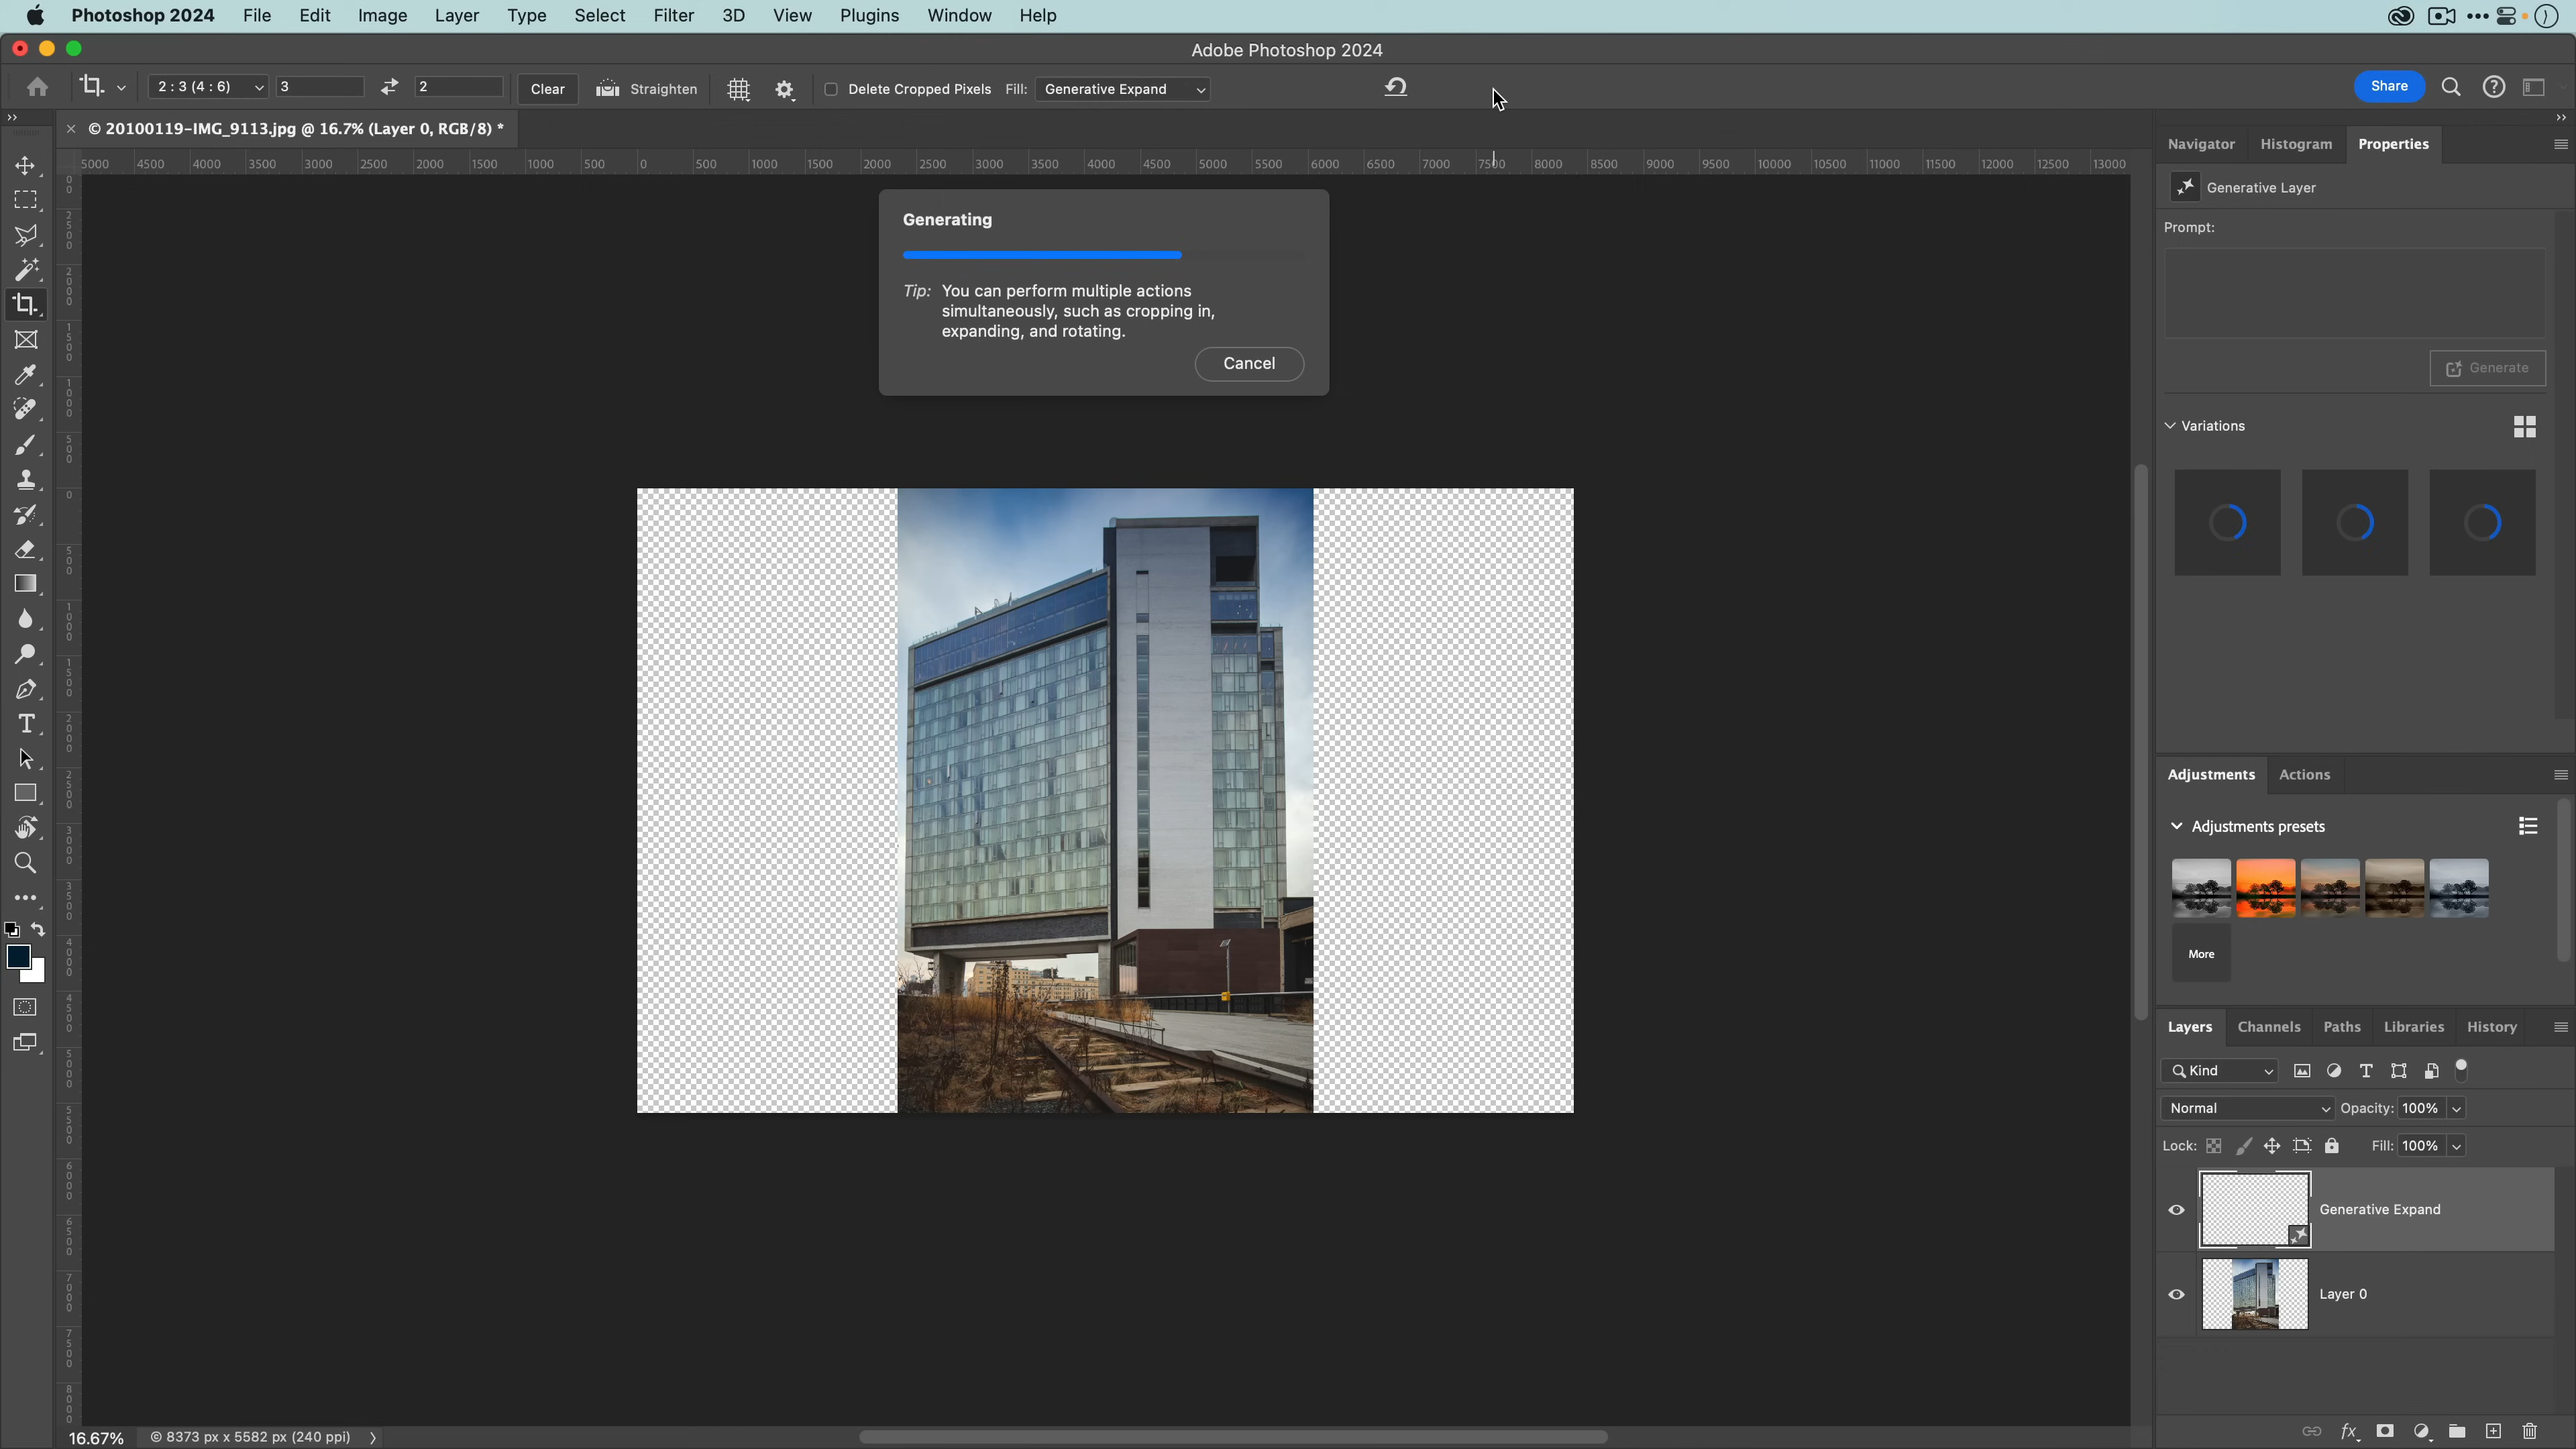 Photoshop 2024 File Edit Image Layer Type Select Filter 3D View Plugins Window Help
Adobe Photoshop 2024
2 : 3 (4 : 6) 3 2 Clear Straighten Delete Cropped Pixels Fill: Generative Expand Share
© 20100119-IMG_9113.jpg @ 16.7% (Layer 0, RGB/8) *
5000 4500 4000 3500 3000 2500 2000 1500 1000 500 0 500 1000 1500 2000 2500 3000 3500 4000 4500 5000 5500 6000 6500 7000 7500 8000 8500 9000 9500 10000 10500 11000 11500 12000 12500 13000
Generating
Tip: You can perform multiple actions
simultaneously, such as cropping in,
expanding, and rotating.
Cancel
Navigator Histogram Properties
Generative Layer
Prompt:
Generate
Variations
Adjustments Actions
Adjustments presets
More
Layers Channels Paths Libraries History
Kind
Normal Opacity: 100%
Lock: Fill: 100%
Generative Expand
Layer 0
16.67% © 8373 px x 5582 px (240 ppi)